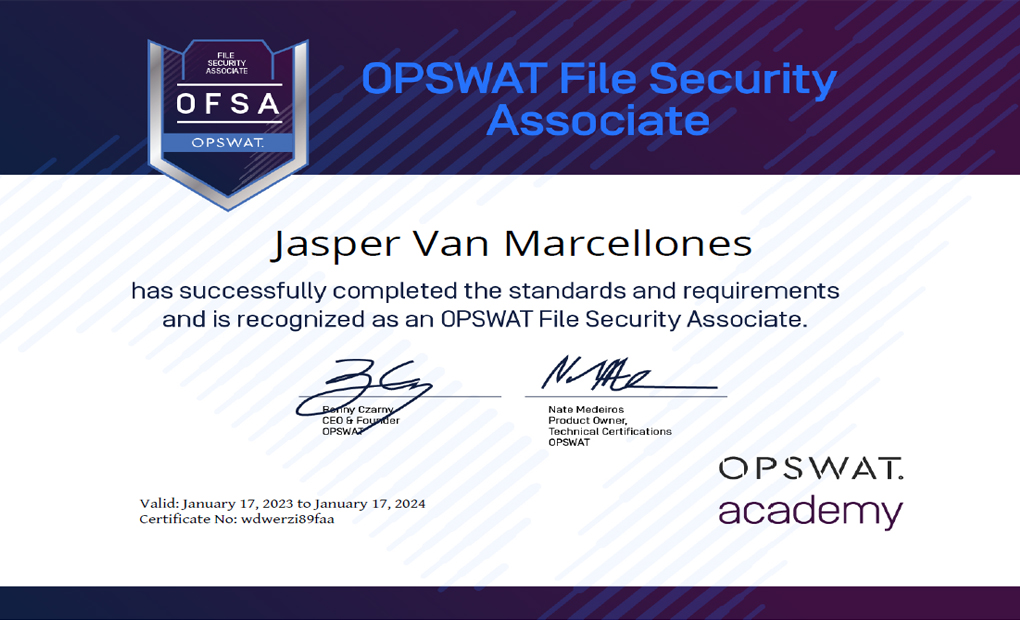 FILE
SECURITY
ASSOCIATE
OFSA
OPSWAT.
OPSWAT File Security
Associate
Jasper Van Marcellones
has successfully completed the standards and requirements
and is recognized as an OPSWAT File Security Associate.
Benny Czarny
CEO & Founder
OPSWAT
Nate Medeiros
Product Owner,
Technical Certifications
OPSWAT
OPSWAT.
academy
Valid: January 17, 2023 to January 17, 2024
Certificate No: wdwerzi89faa